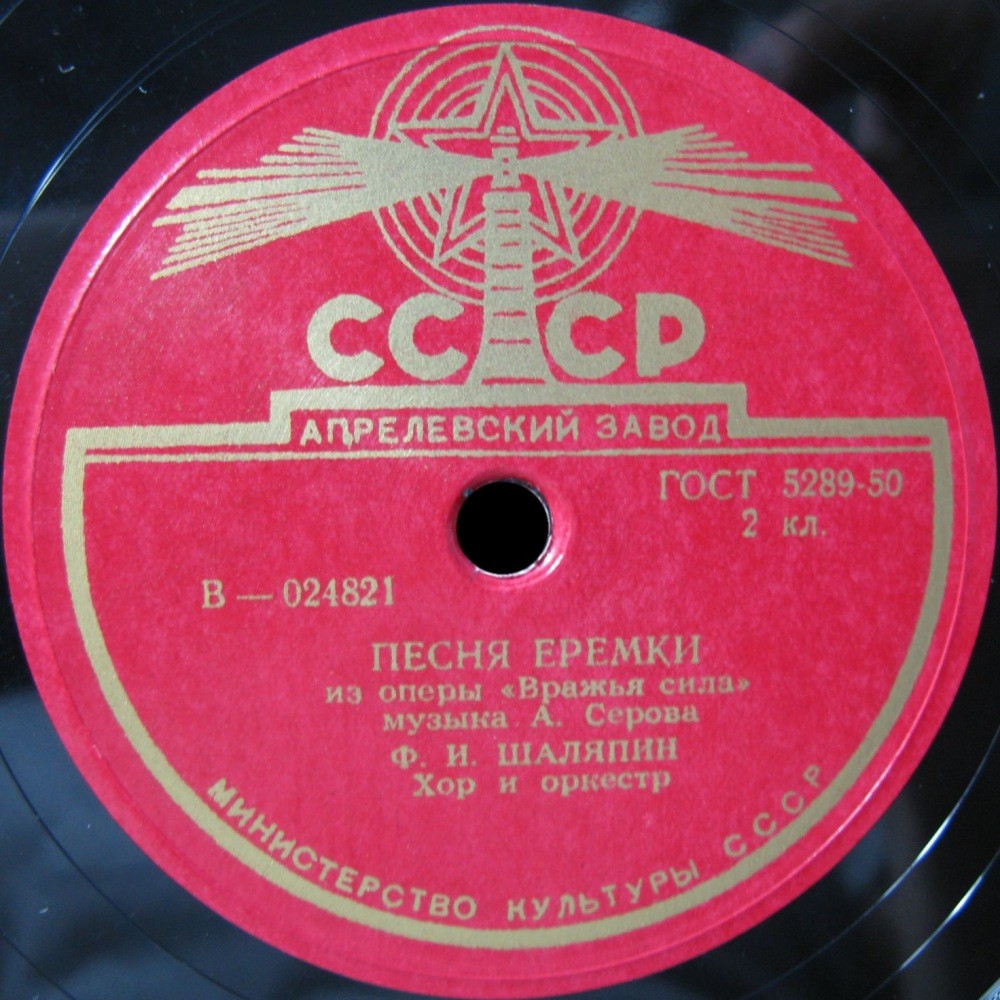 СССР
АПРЕЛЕВСКИЙ ЗАВОД
ГОСТ 5289-50
2 кл.
В — 024821
ПЕСНЯ ЕРЕМКИ
из оперы «Вражья сила»
музыка А. Серова
Ф. И. ШАЛЯПИН
Хор и оркестр
МИНИСТЕРСТВО КУЛЬТУРЫ СССР